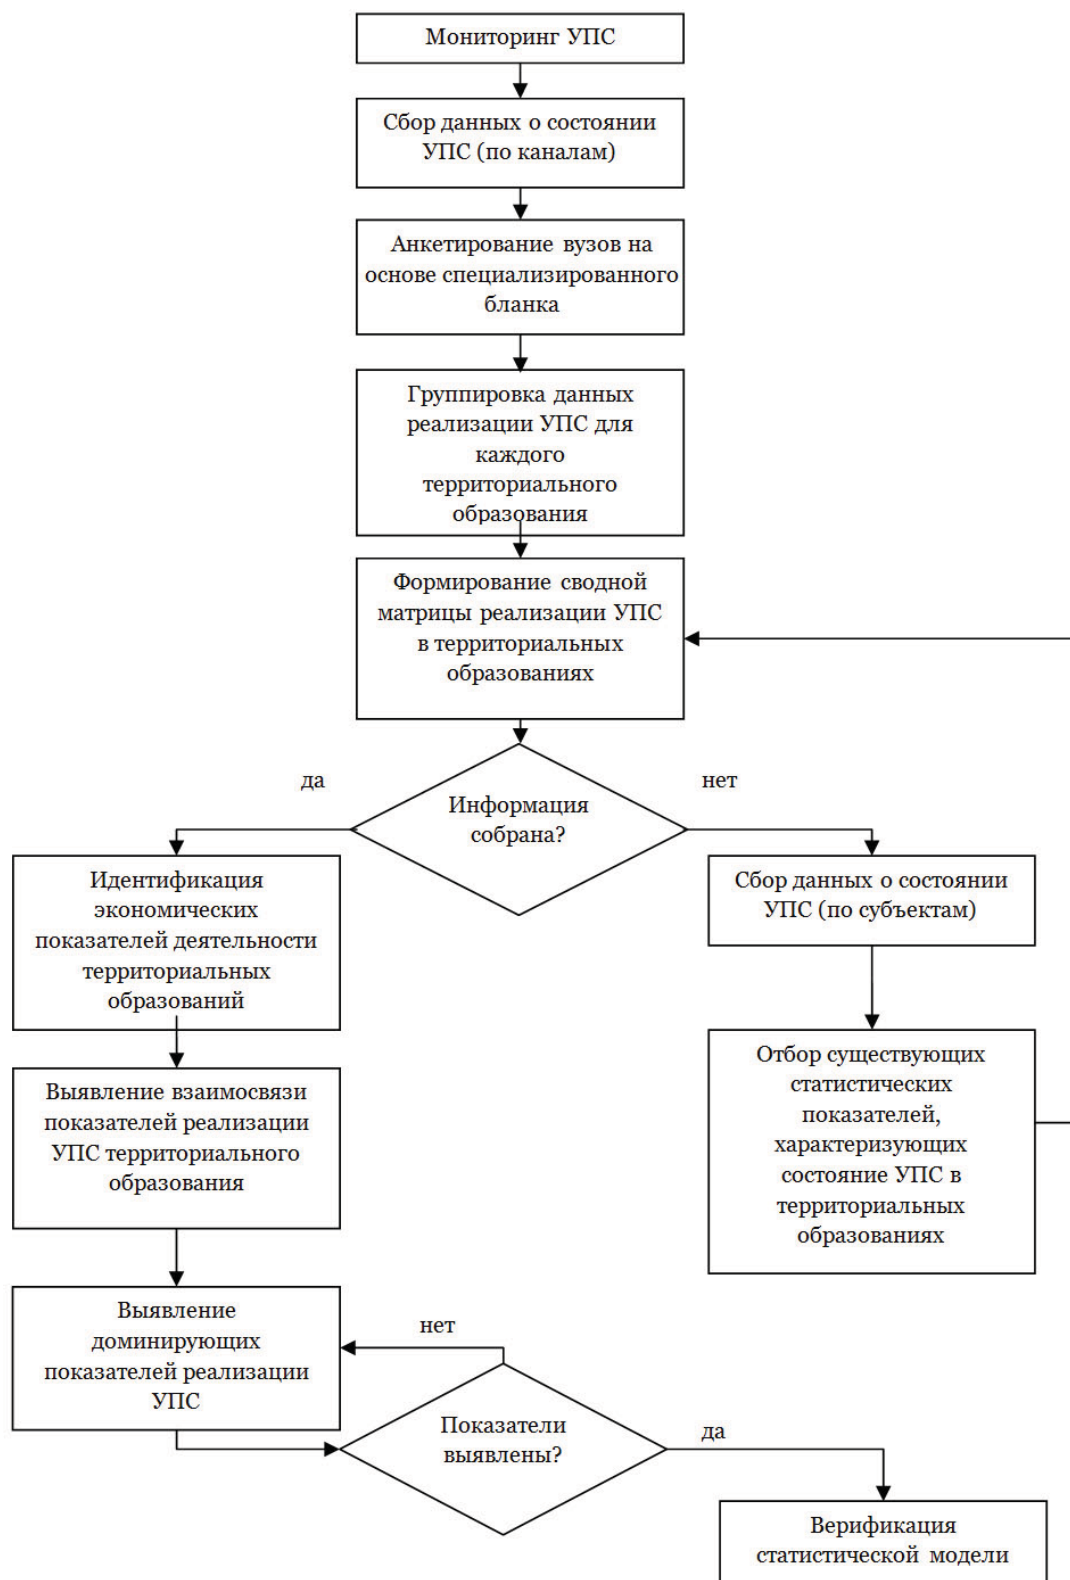 Мониторинг УПС
Сбор данных о состоянии
УПС (по каналам)
Анкетирование вузов на
основе специализированного
бланка
Группировка данных
реализации УПС для
каждого
территориального
образования
Формирование сводной
матрицы реализации УПС
в территориальных
образованиях
да
нет
Информация
собрана?
Идентификация
экономических
показателей деятельности
территориальных
образований
Сбор данных о состоянии
УПС (по субъектам)
Отбор существующих
статистических
показателей,
характеризующих
состояние УПС в
территориальных
образованиях
Выявление взаимосвязи
показателей реализации
УПС территориального
образования
Выявление
доминирующих
показателей реализации
УПС
нет
Показатели
выявлены?
да
Верификация
статистической модели